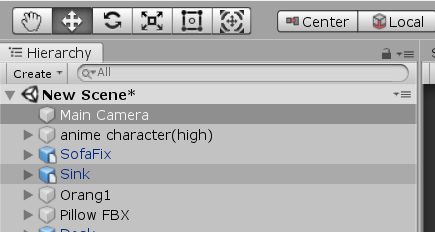 Center Local
Hierarchy
Create All
New Scene*
Main Camera
anime character(high)
SofaFix
Sink
Orang1
Pillow FBX